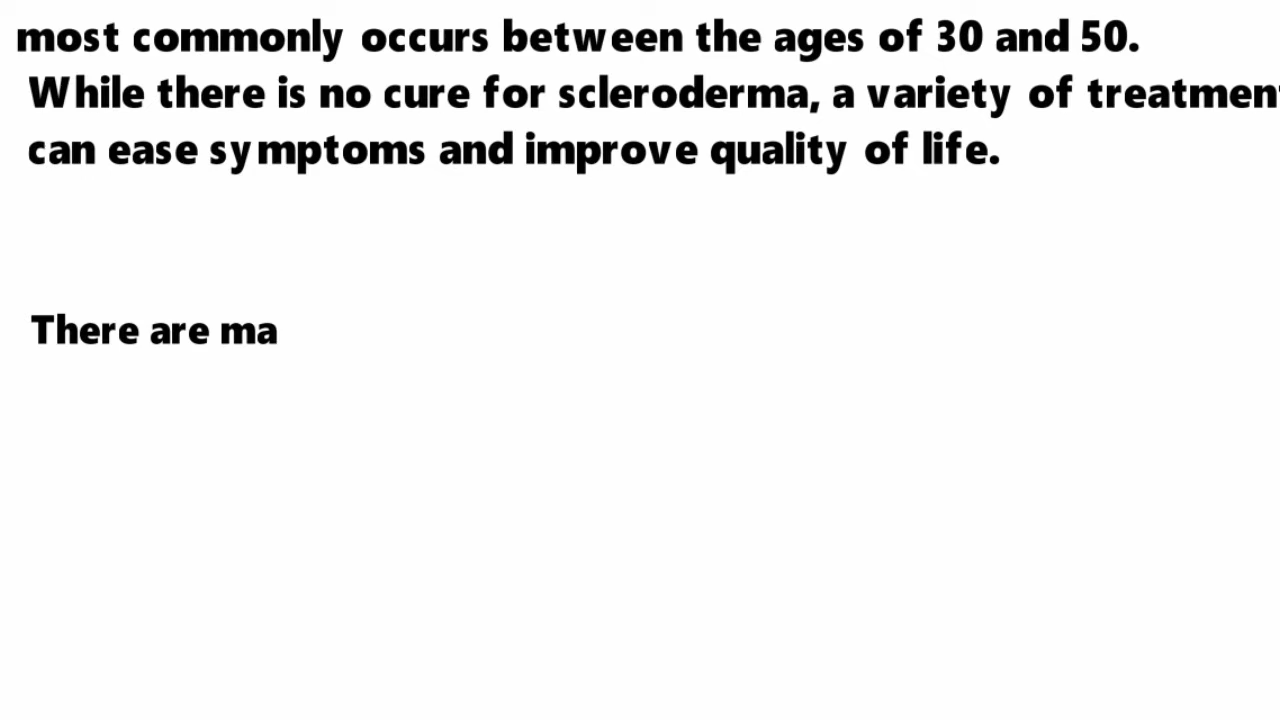 most commonly occurs between the ages of 30 and 50.
While there is no cure for scleroderma, a variety of treatment
can ease symptoms and improve quality of life.
There are ma